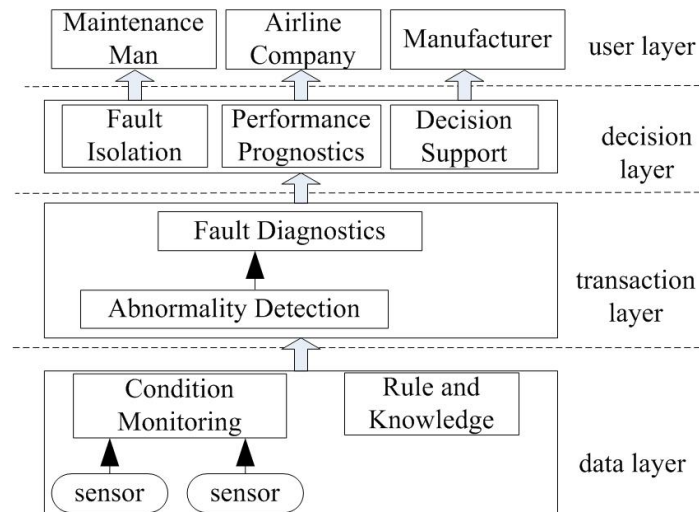 Maintenance
Man
Airline
Company
Manufacturer
user layer
Fault
Isolation
Performance
Prognostics
Decision
Support
decision
layer
Fault Diagnostics
Abnormality Detection
transaction
layer
Condition
Monitoring
Rule and
Knowledge
sensor
sensor
data layer